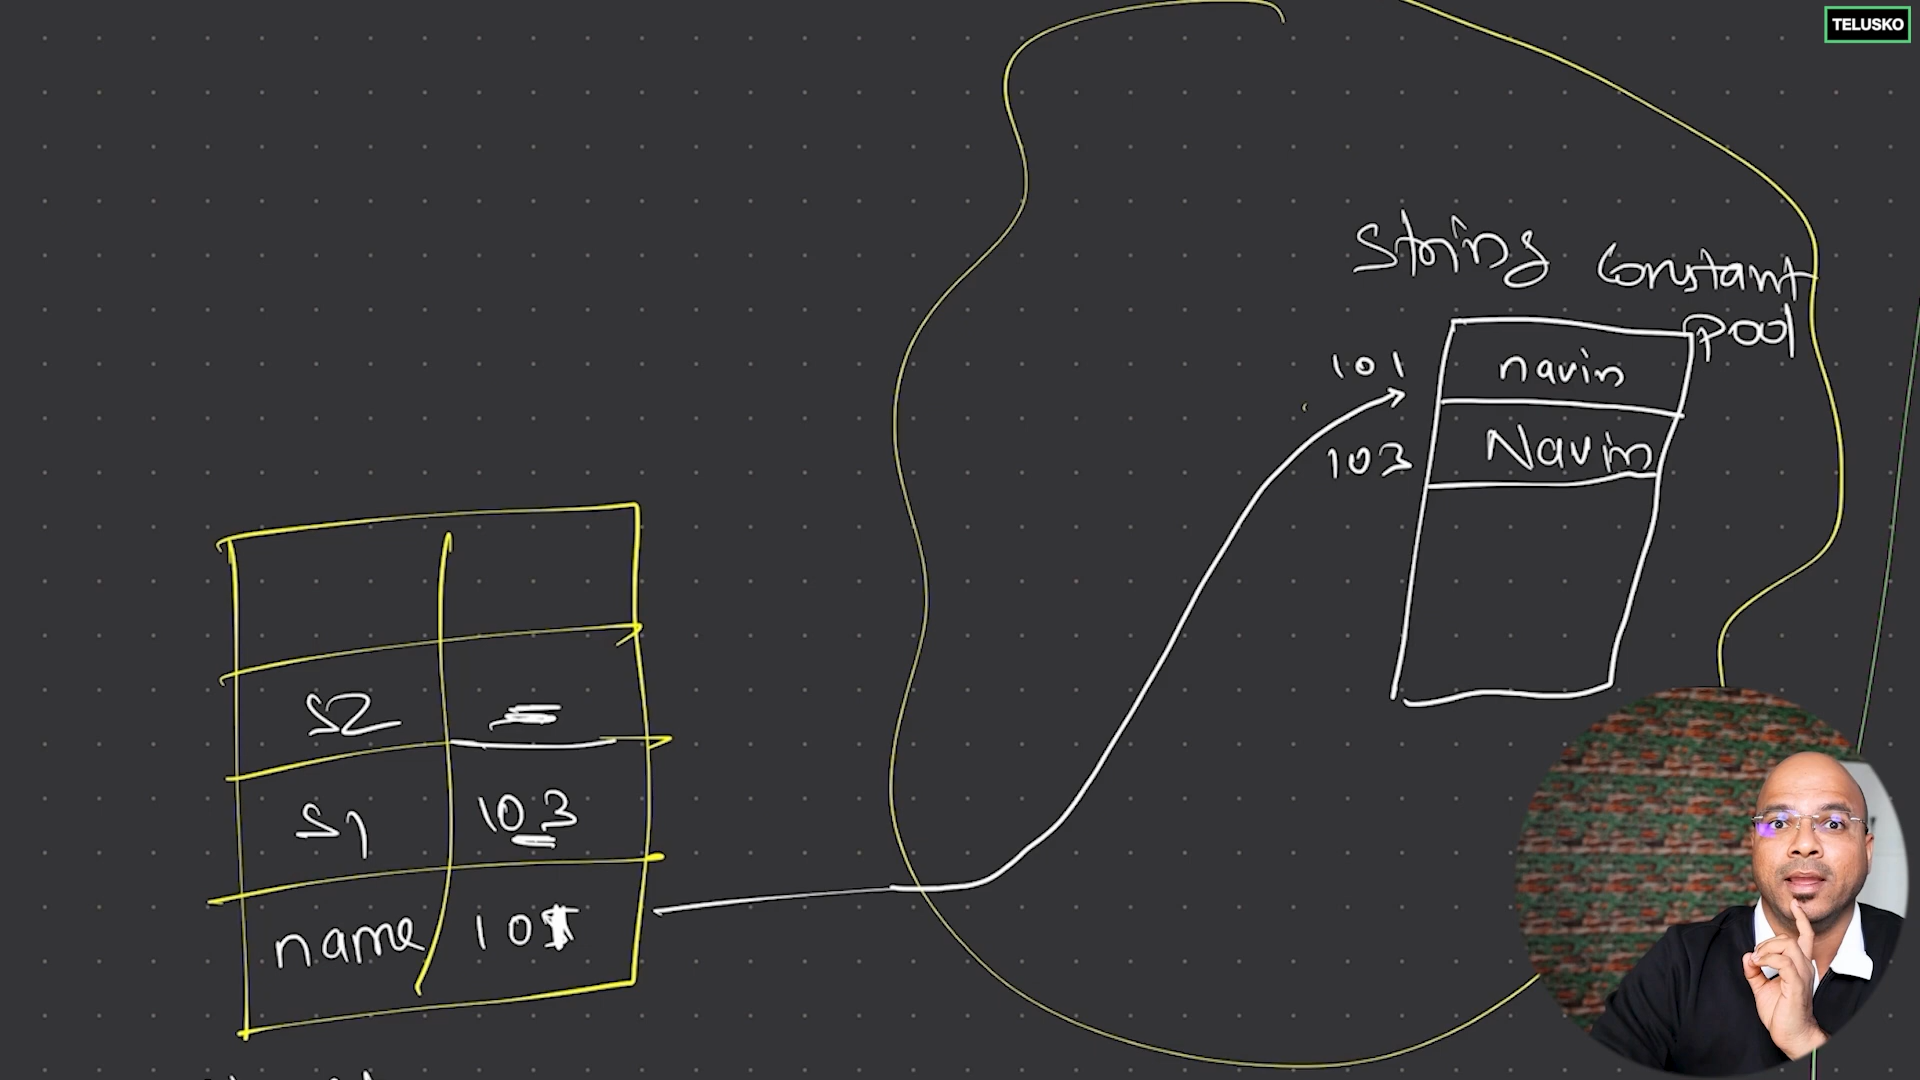 TELUSKO
String Constant
pool
101 navin
103 Navin
S2
S1 103
name 101